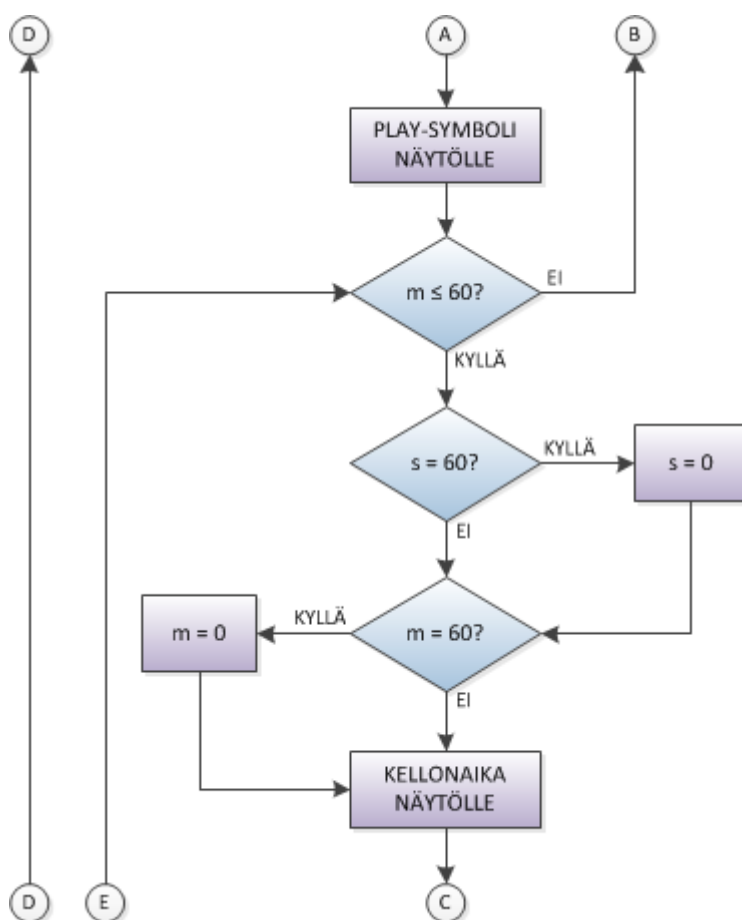 D
A
B
PLAY-SYMBOLI
NÄYTÖLLE
m ≤ 60?
EI
KYLLÄ
s = 60?
KYLLÄ
s = 0
EI
m = 0
KYLLÄ
m = 60?
EI
KELLONAIKA
NÄYTÖLLE
D
E
C